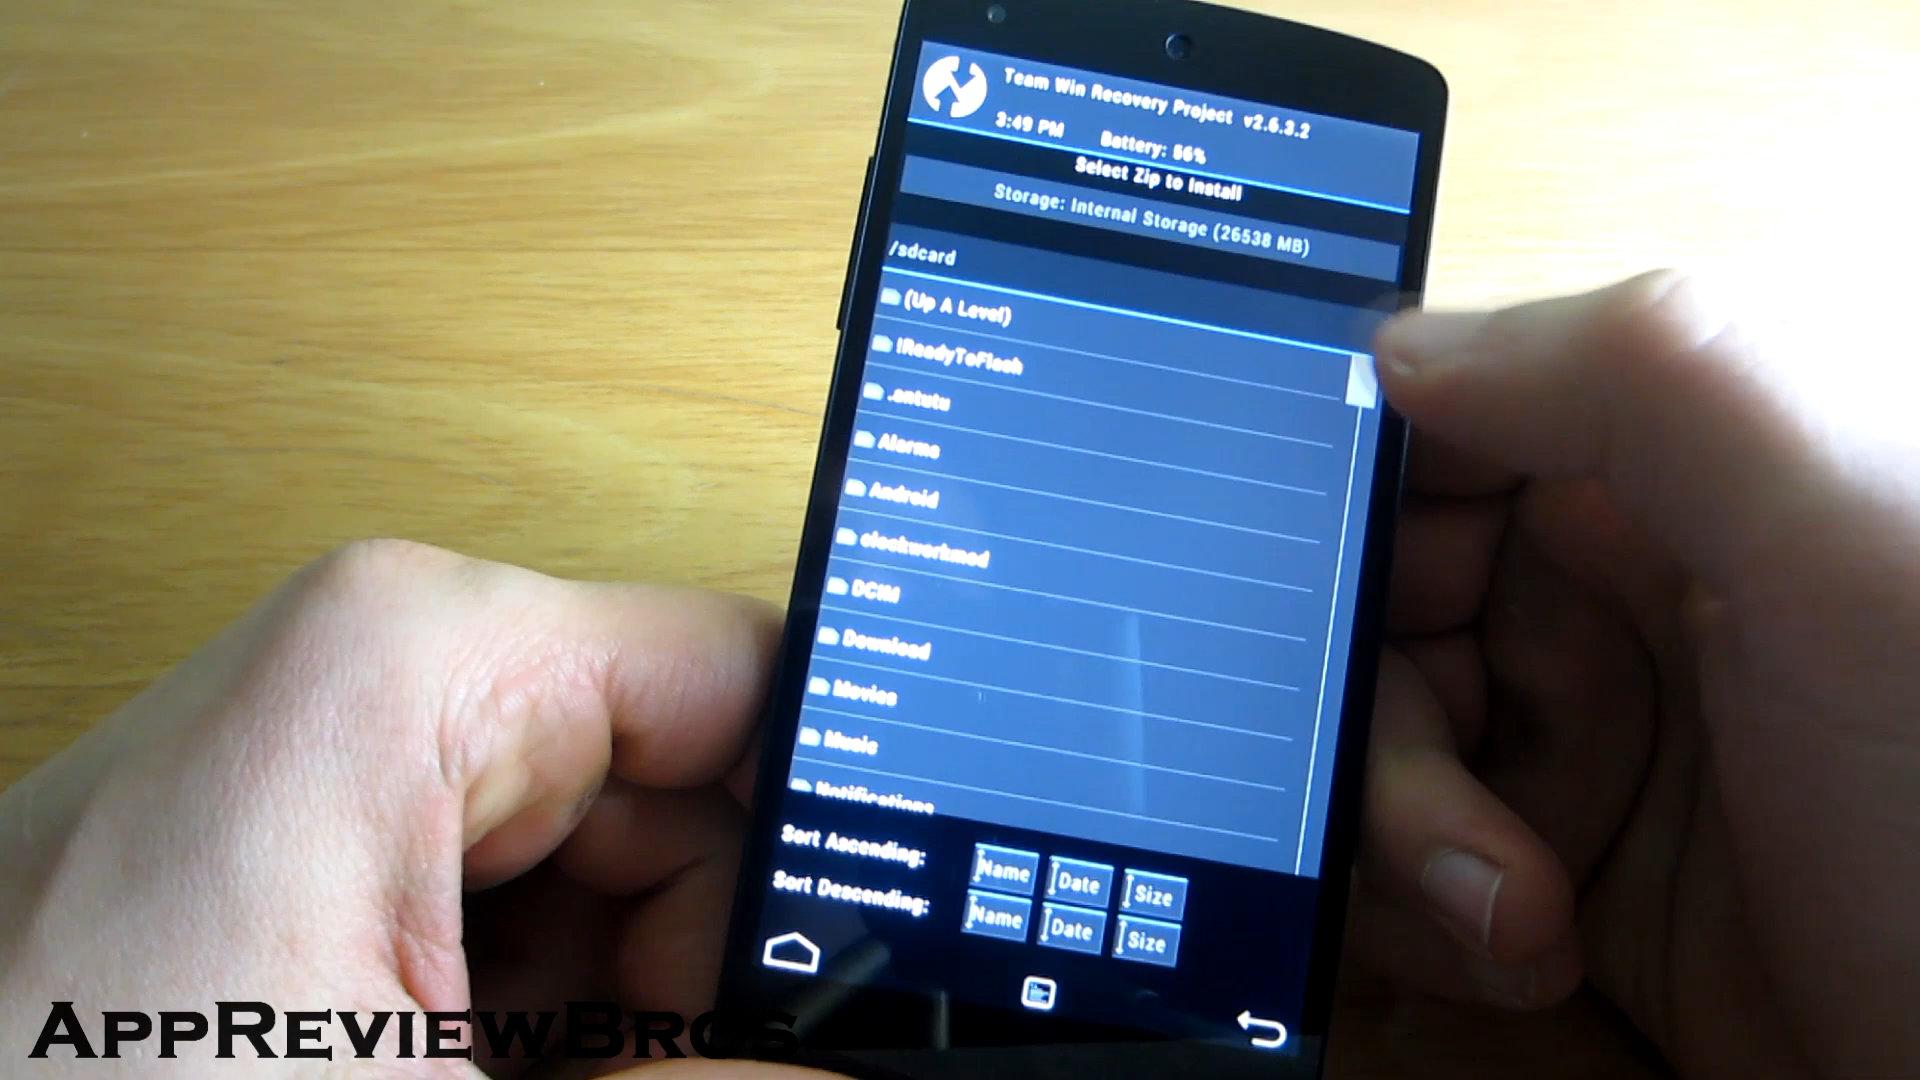 Team Win Recovery Project v2.6.3.2
3:49 PM Battery: 56%
Select Zip to Install
Storage: Internal Storage (26538 MB)
/sdcard
(Up A Level)
!ReadyToFlash
.antutu
Alarms
Android
clockworkmod
DCIM
Download
Movies
Music
Notifications
Sort Ascending: Name Date Size
Sort Descending: Name Date Size
AppReviewBros